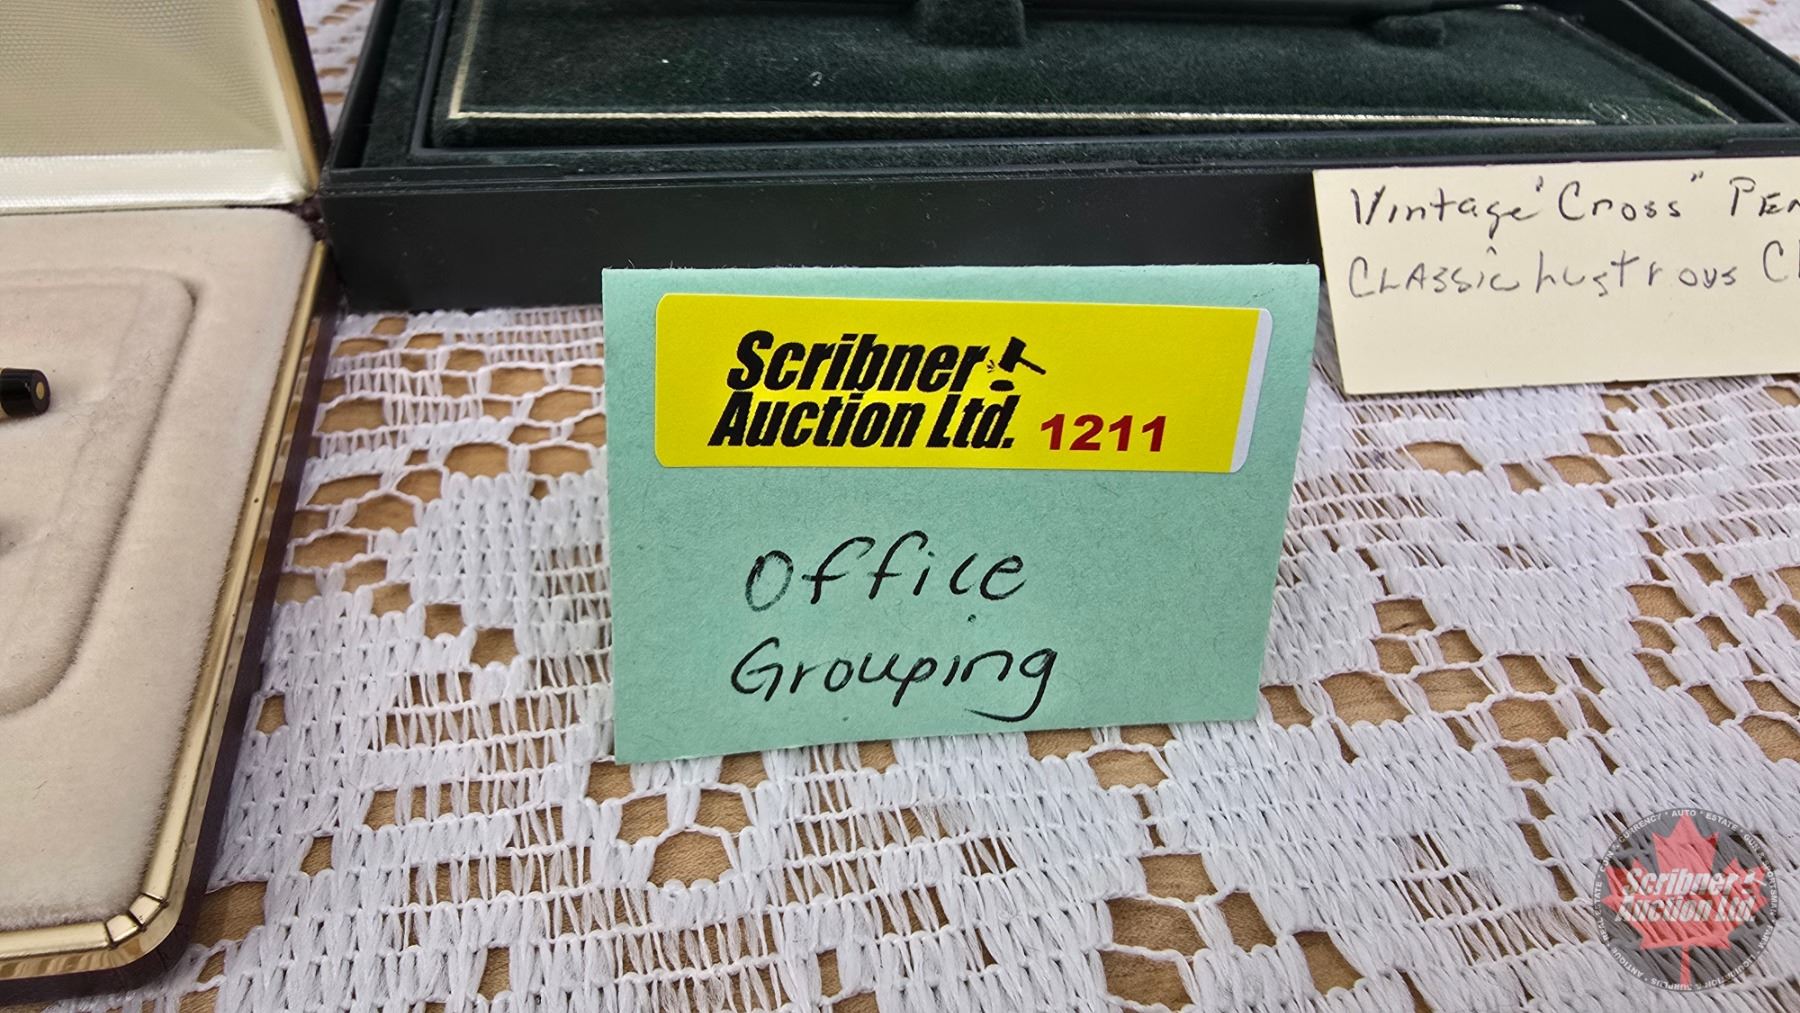 Vintage "Cross" PEN
CLASSic Lustrous C
Scribner
Auction Ltd. 1211
Office
Grouping
Scribner
Auction Ltd